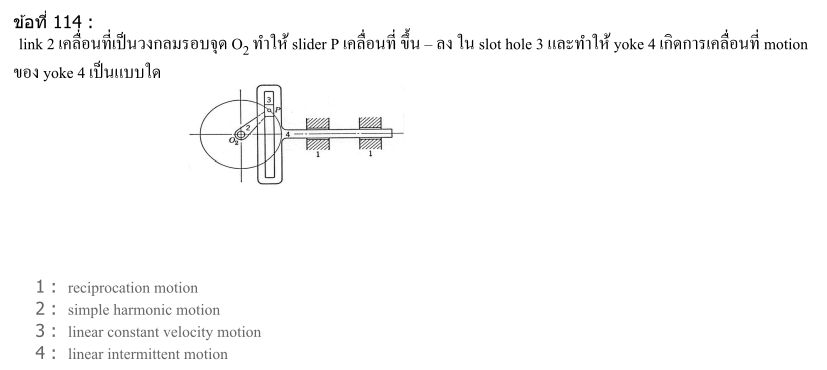 ข้อที่ 114 :
link 2 เคลื่อนที่เป็นวงกลมรอบจุด O2 ทำให้ slider P เคลื่อนที่ ขึ้น – ลง ใน slot hole 3 และทำให้ yoke 4 เกิดการเคลื่อนที่ motion
ของ yoke 4 เป็นแบบใด
3
P
2
O2
4
1
1
1 : reciprocation motion
2 : simple harmonic motion
3 : linear constant velocity motion
4 : linear intermittent motion